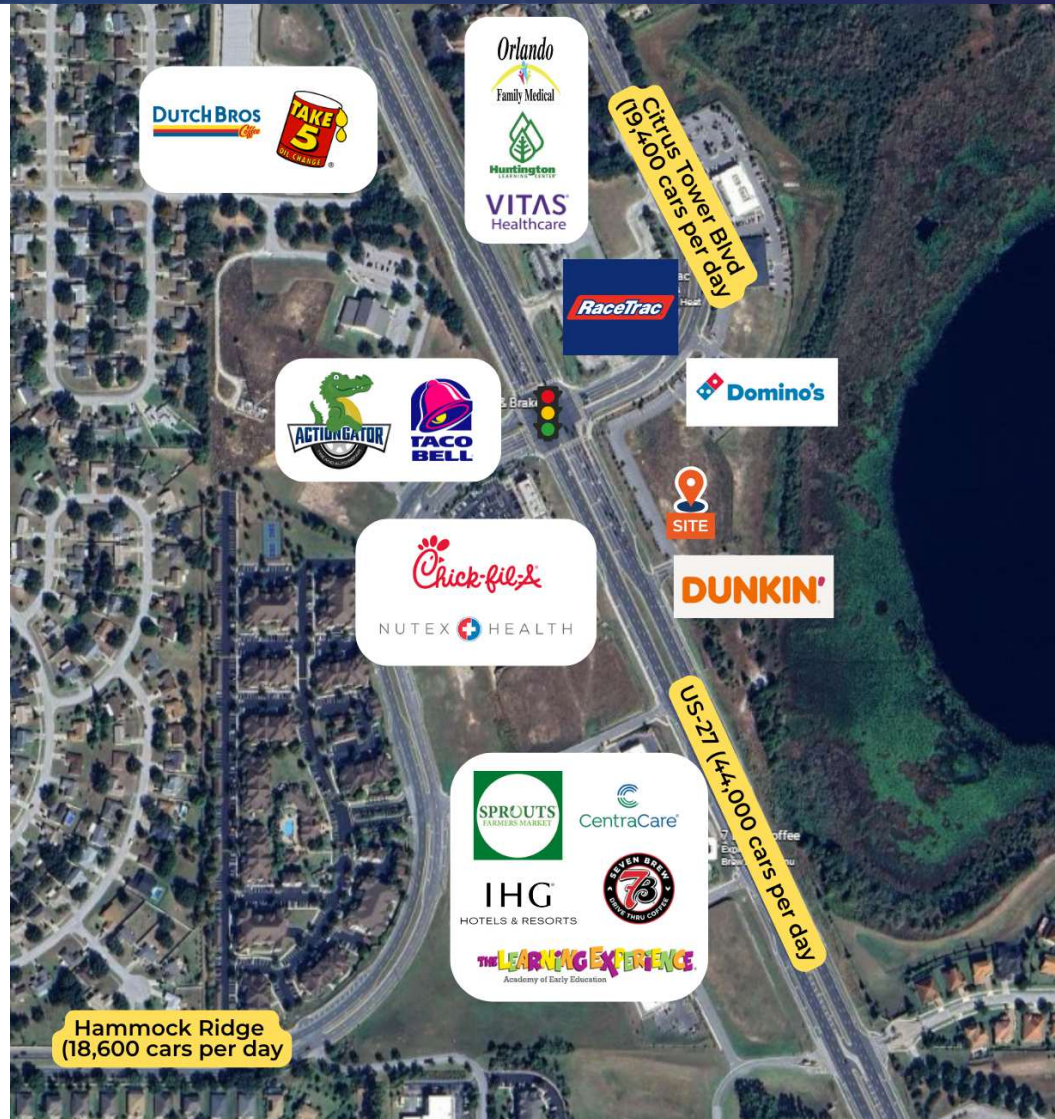 Orlando
Family Medical
Huntington
LEARNING CENTER
VITAS
Healthcare
DUTCH BROS
Coffee
TAKE
5
OIL CHANGE
Citrus Tower Blvd
(19,400 cars per day
RaceTrac
Host
ACTIONGATOR
TACO
BELL
& Brake
Domino's
SITE
Chick-fil-A
NUTEX HEALTH
DUNKIN'
US-27 (44,000 cars per day
SPROUTS
FARMERS MARKET
CentraCare
IHG
HOTELS & RESORTS
SEVEN BREW
7B
DRIVE THRU COFFEE
THE LEARNING EXPERIENCE
Academy of Early Education
Hammock Ridge
(18,600 cars per day